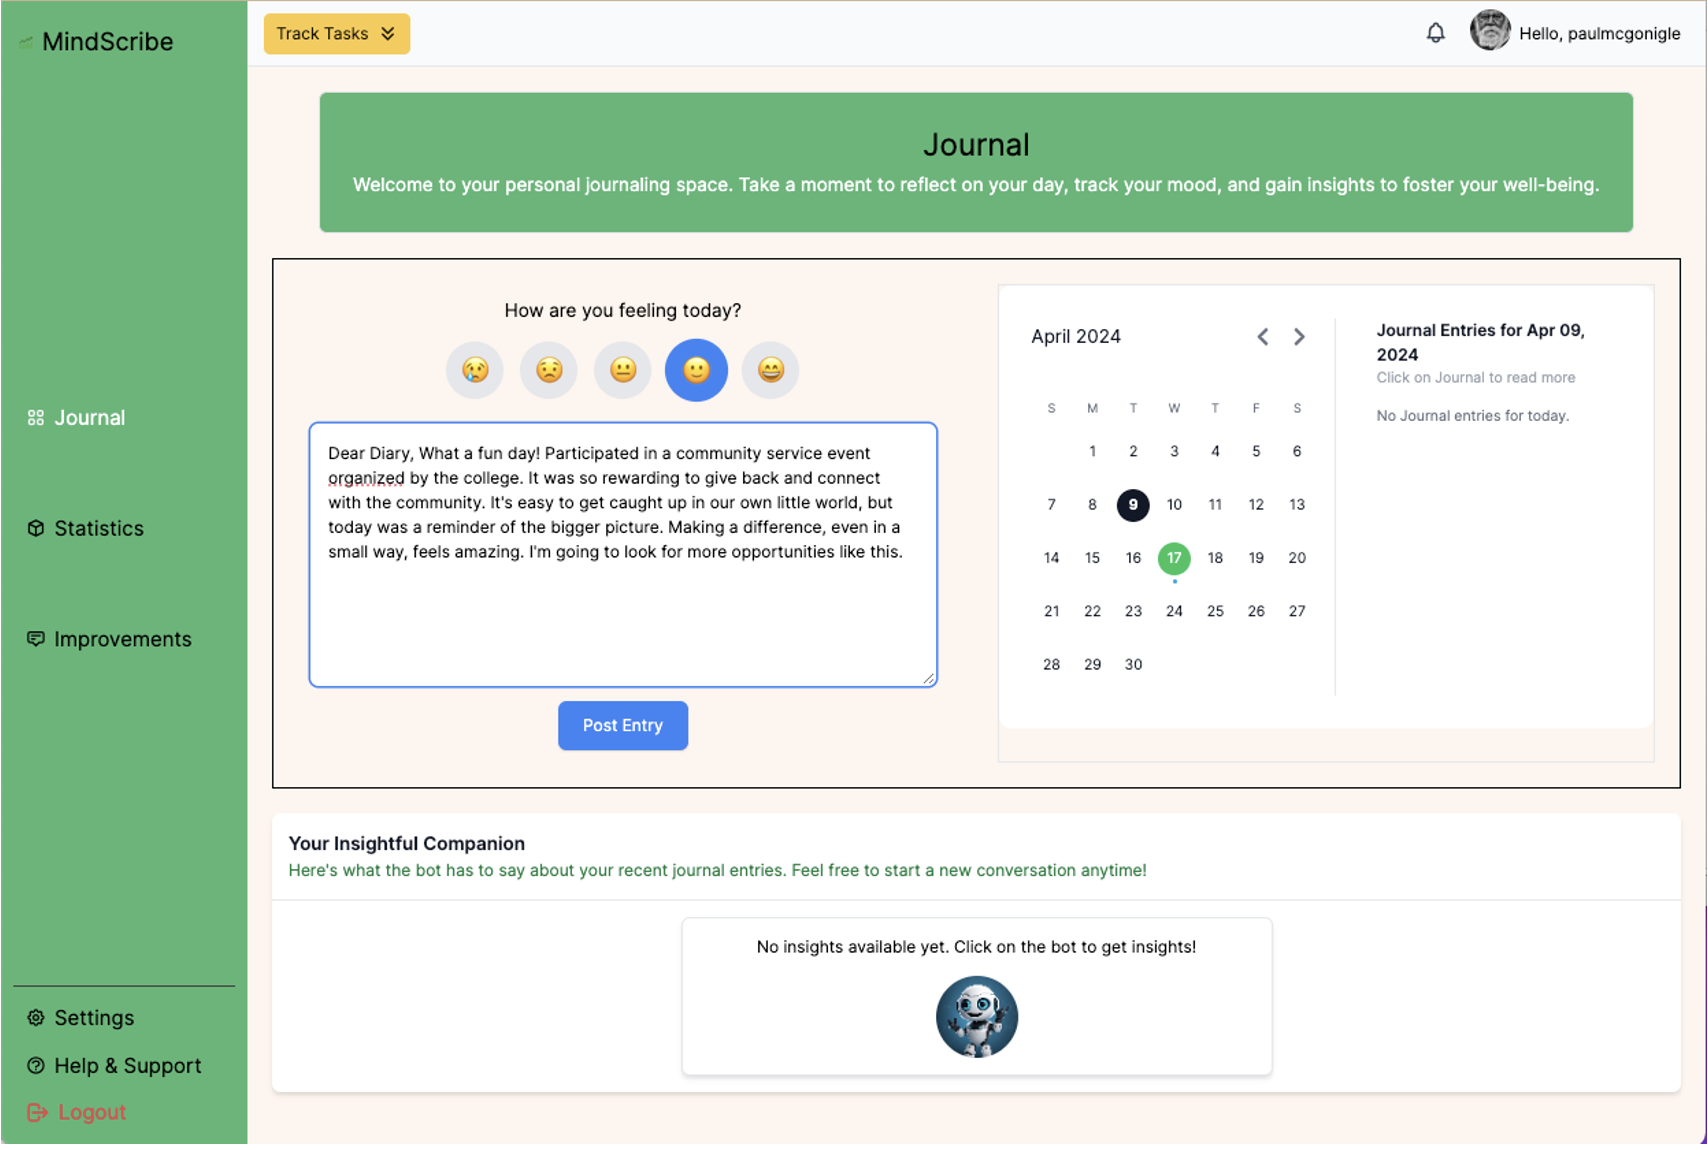 MindScribe
Track Tasks
Hello, paulmcgonigle
Journal
Welcome to your personal journaling space. Take a moment to reflect on your day, track your mood, and gain insights to foster your well-being.
Journal
Statistics
Improvements
Settings
Help & Support
Logout
How are you feeling today?
Dear Diary, What a fun day! Participated in a community service event
organized by the college. It was so rewarding to give back and connect
with the community. It's easy to get caught up in our own little world, but
today was a reminder of the bigger picture. Making a difference, even in a
small way, feels amazing. I'm going to look for more opportunities like this.
Post Entry
April 2024
S M T W T F S
1 2 3 4 5 6
7 8 9 10 11 12 13
14 15 16 17 18 19 20
21 22 23 24 25 26 27
28 29 30
Journal Entries for Apr 09,
2024
Click on Journal to read more
No Journal entries for today.
Your Insightful Companion
Here's what the bot has to say about your recent journal entries. Feel free to start a new conversation anytime!
No insights available yet. Click on the bot to get insights!